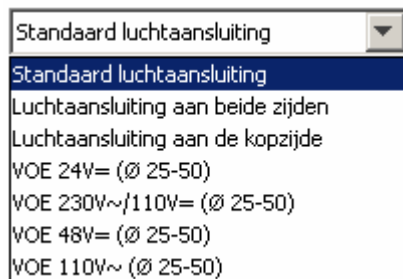 Standaard luchtaansluiting
Standaard luchtaansluiting
Luchtaansluiting aan beide zijden
Luchtaansluiting aan de kopzijde
VOE 24V= (Ø 25-50)
VOE 230V~/110V= (Ø 25-50)
VOE 48V= (Ø 25-50)
VOE 110V~ (Ø 25-50)